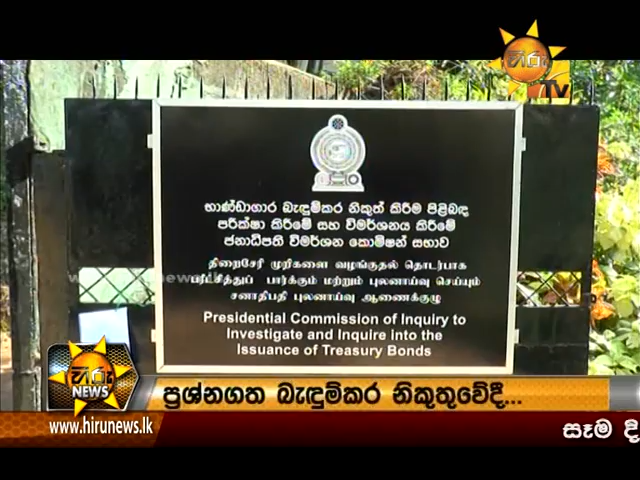 හිරු
TV
භාණ්ඩාගාර බැඳුම්කර නිකුත් කිරීම පිළිබඳ
පරීක්ෂා කිරීමේ සහ විමර්ශනය කිරීමේ
ජනාධිපති විමර්ශන කොමිෂන් සභාව
திறைசேரி முறிகளை வழங்குதல் தொடர்பாக
பரீட்சித்துப் பார்க்கும் மற்றும் புலனாய்வு செய்யும்
சனாதிபதி புலனாய்வு ஆணைக்குழு
Presidential Commission of Inquiry to
Investigate and Inquire into the
Issuance of Treasury Bonds
හිරු
NEWS
ප්‍රශ්නගත බැඳුම්කර නිකුතුවේදී...
www.hirunews.lk
සෑම දි